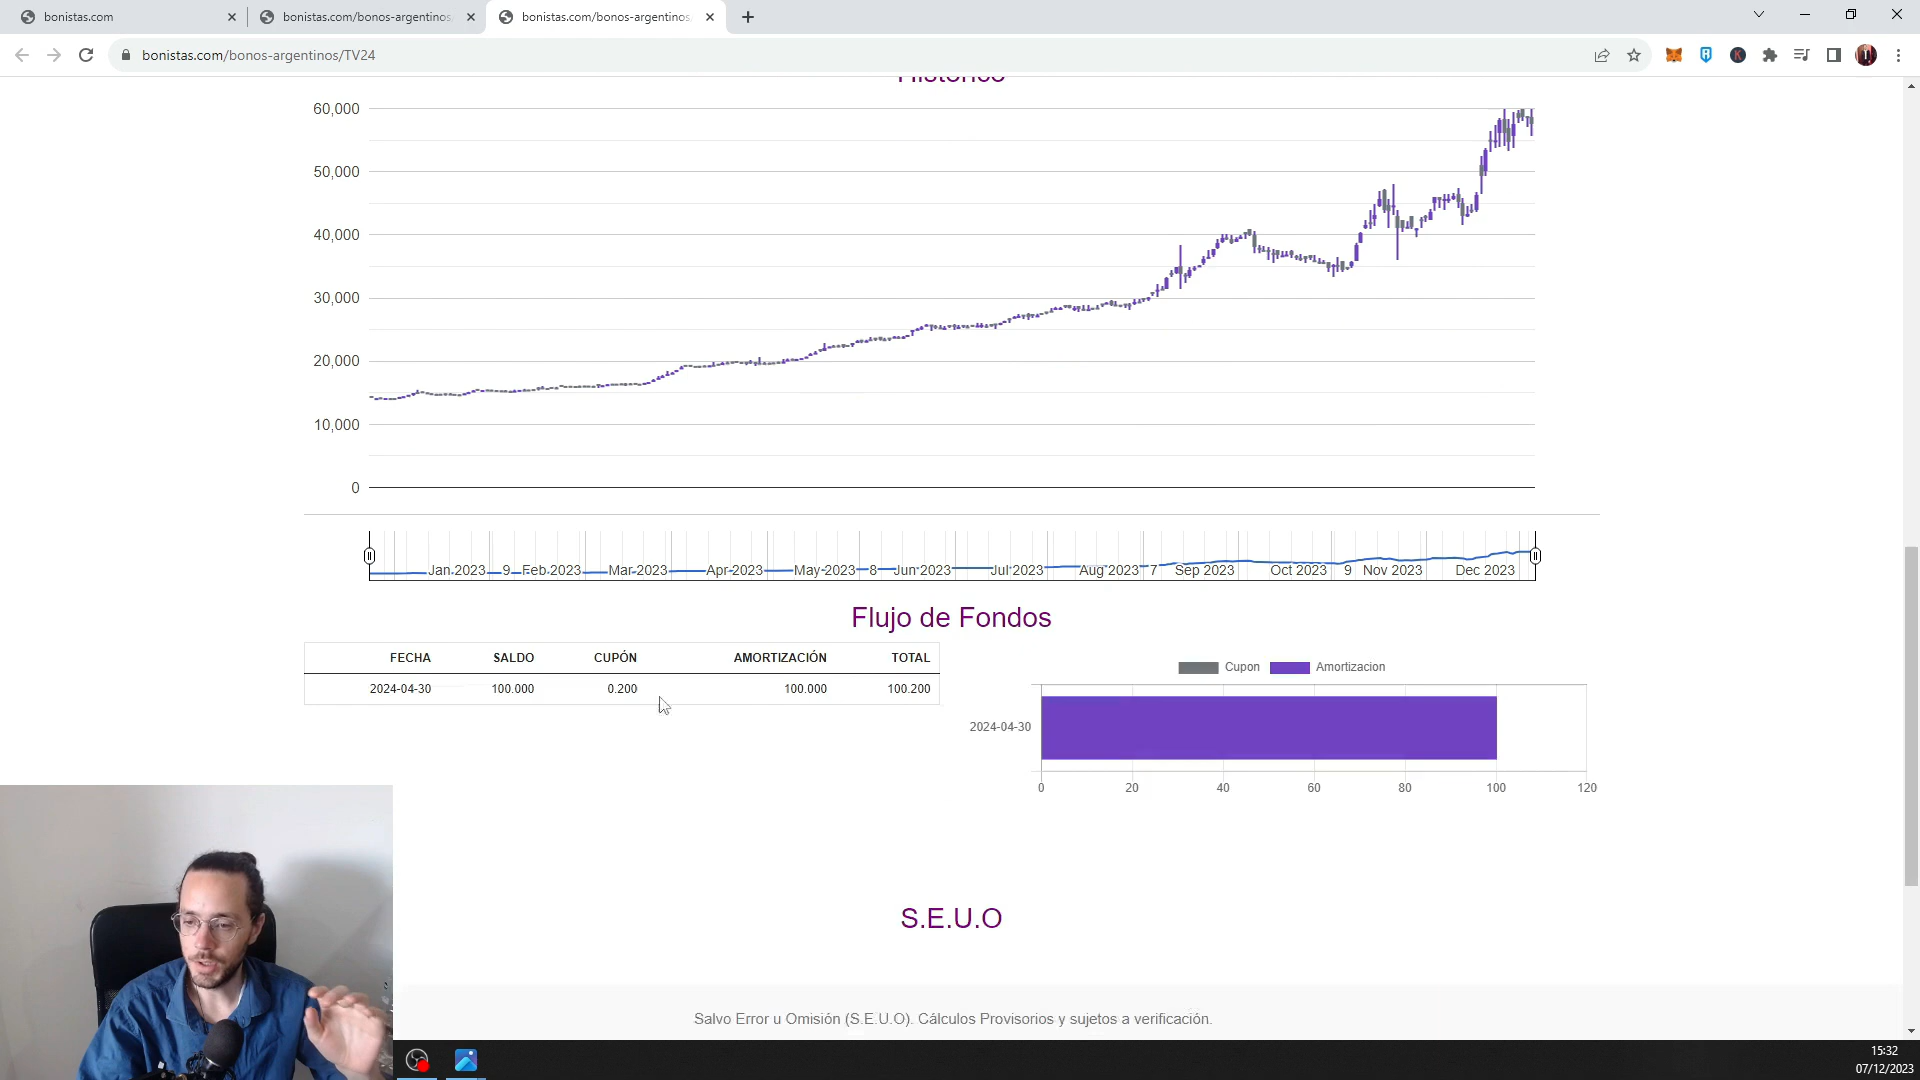 bonistas.com
bonistas.com/bonos-argentinos
bonistas.com/bonos-argentinos
bonistas.com/bonos-argentinos/TV24
Histórico
60,000
50,000
40,000
30,000
20,000
10,000
0
Jan 2023 9 Feb 2023 Mar 2023 Apr 2023 May 2023 8 Jun 2023 Jul 2023 Aug 2023 7 Sep 2023 Oct 2023 9 Nov 2023 Dec 2023
Flujo de Fondos
FECHA SALDO CUPÓN AMORTIZACIÓN TOTAL
2024-04-30 100.000 0.200 100.000 100.200
Cupon Amortizacion
2024-04-30
0 20 40 60 80 100 120
S.E.U.O
Salvo Error u Omisión (S.E.U.O). Cálculos Provisorios y sujetos a verificación.
15:32
07/12/2023